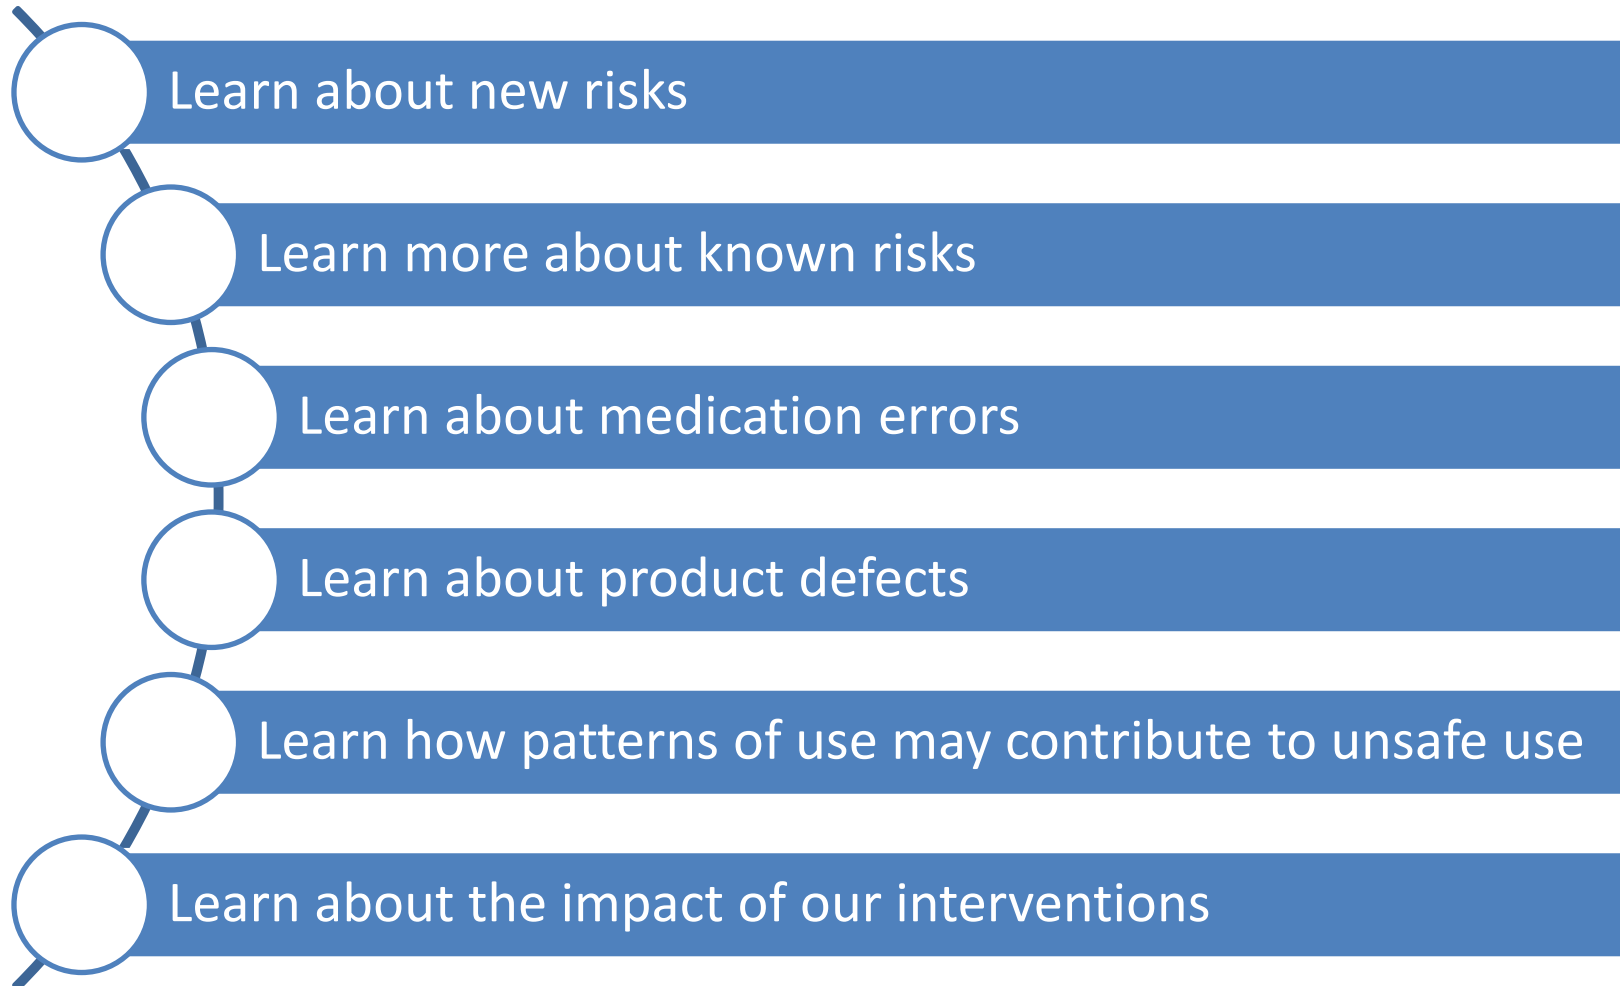 Learn about new risks
Learn more about known risks
Learn about medication errors
Learn about product defects
Learn how patterns of use may contribute to unsafe use
Learn about the impact of our interventions